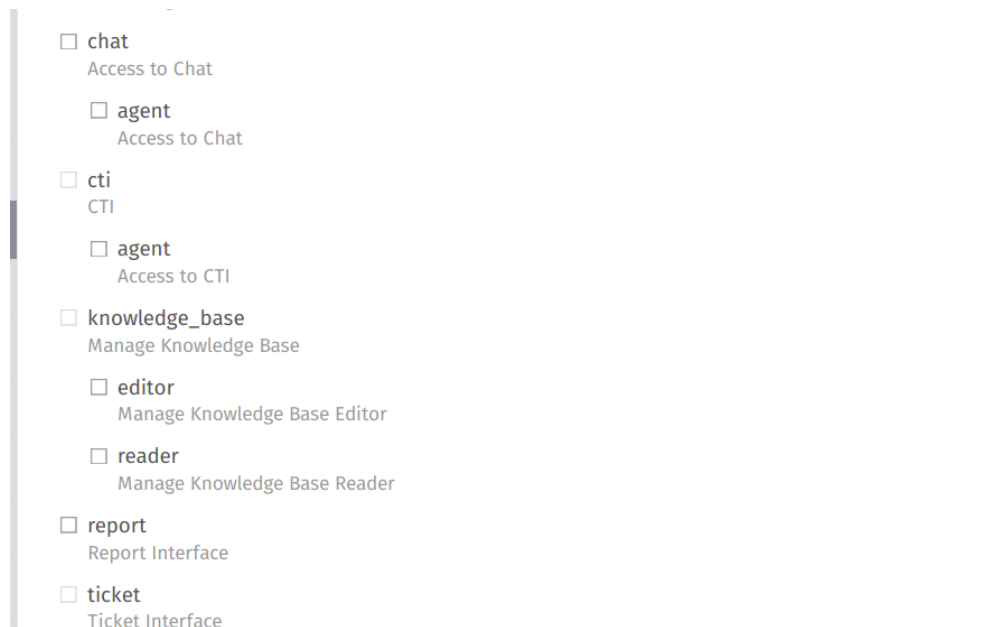 chat
Access to Chat
agent
Access to Chat
cti
CTI
agent
Access to CTI
knowledge_base
Manage Knowledge Base
editor
Manage Knowledge Base Editor
reader
Manage Knowledge Base Reader
report
Report Interface
ticket
Ticket Interface